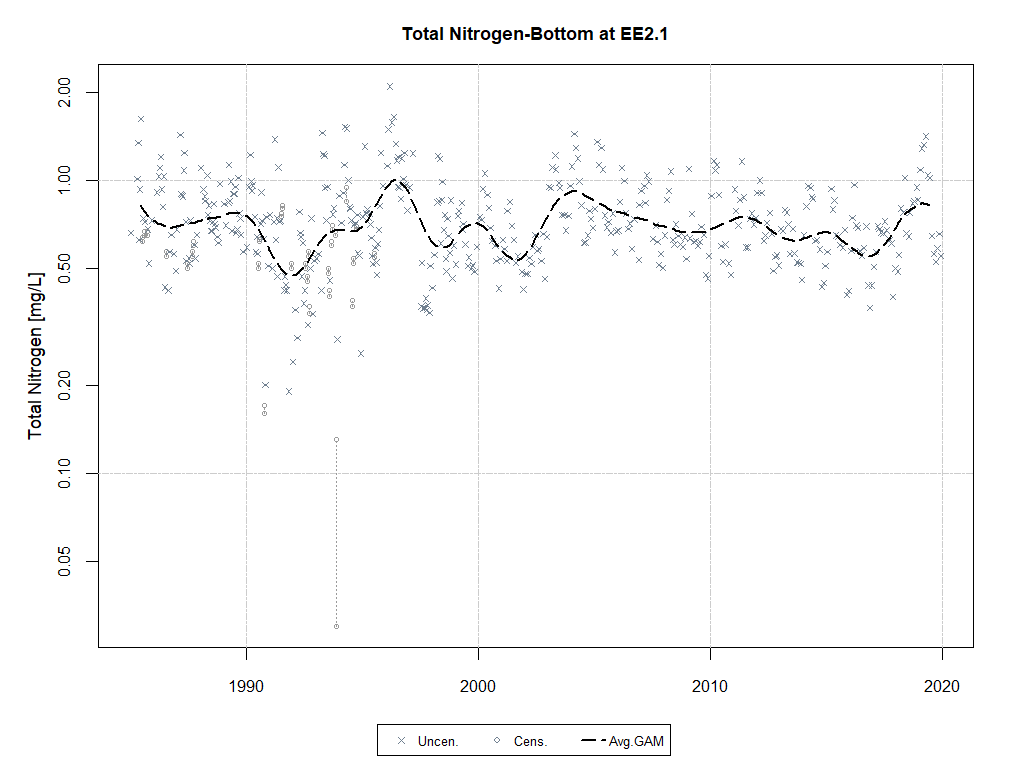 Total Nitrogen-Bottom at EE2.1
Total Nitrogen [mg/L]
2.00
1.00
0.50
0.20
0.10
0.05
1990 2000 2010 2020
Uncen. Cens. Avg.GAM